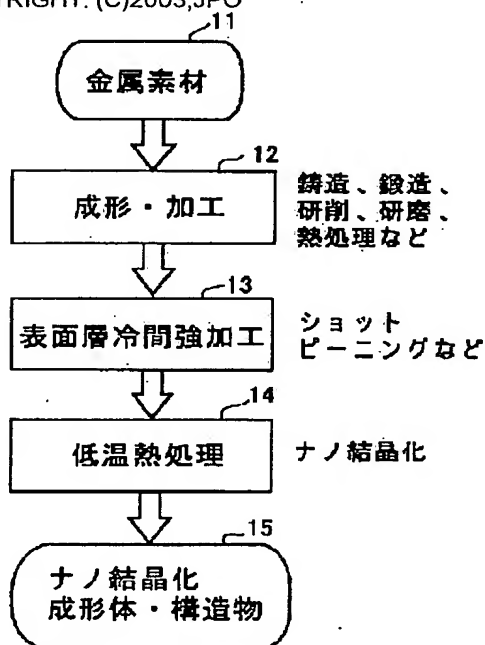 RIGHT: (C)2003,JPO
11
金属素材
12
成形・加工
鋳造、鍛造、
研削、研磨、
熱処理など
13
表面層冷間強加工
ショット
ピーニングなど
14
低温熱処理
ナノ結晶化
15
ナノ結晶化
成形体・構造物